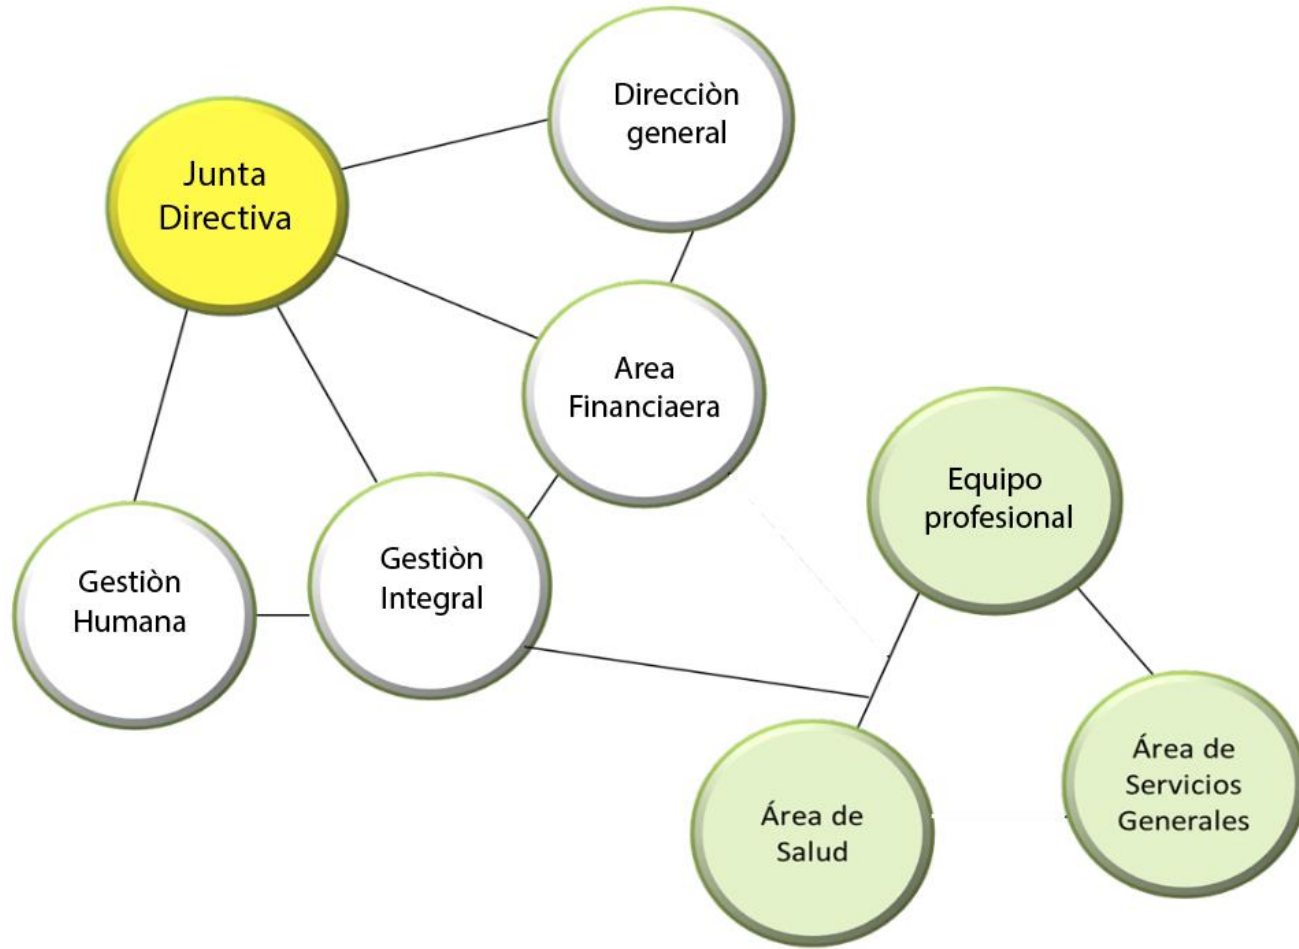 Direcciòn
general
Junta
Directiva
Area
Financiaera
Equipo
profesional
Gestiòn
Integral
Gestiòn
Humana
Área de
Servicios
Generales
Área de
Salud